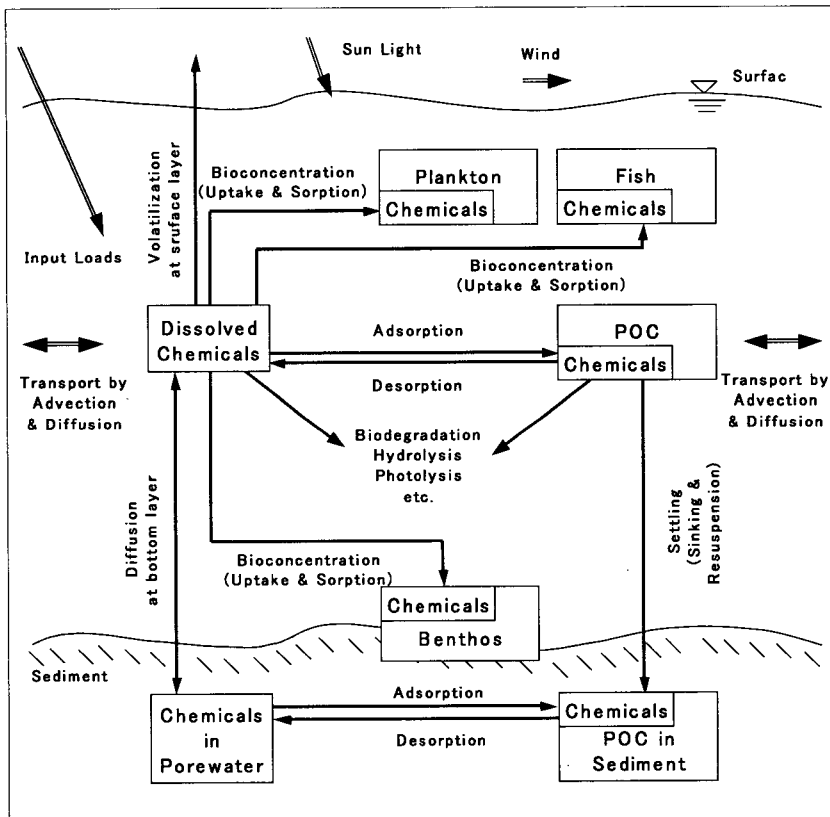 Sun Light
Wind
Surfac
Volatilization
at sruface layer
Bioconcentration
(Uptake & Sorption)
Plankton
Chemicals
Fish
Chemicals
Input Loads
Bioconcentration
(Uptake & Sorption)
Dissolved
Chemicals
Adsorption
Desorption
POC
Chemicals
Transport by
Advection
& Diffusion
Transport by
Advection
& Diffusion
Biodegradation
Hydrolysis
Photolysis
etc.
Diffusion
at bottom layer
Settling
(Sinking &
Resuspension)
Bioconcentration
(Uptake & Sorption)
Chemicals
Benthos
Sediment
Chemicals
in
Porewater
Adsorption
Desorption
Chemicals
POC in
Sediment